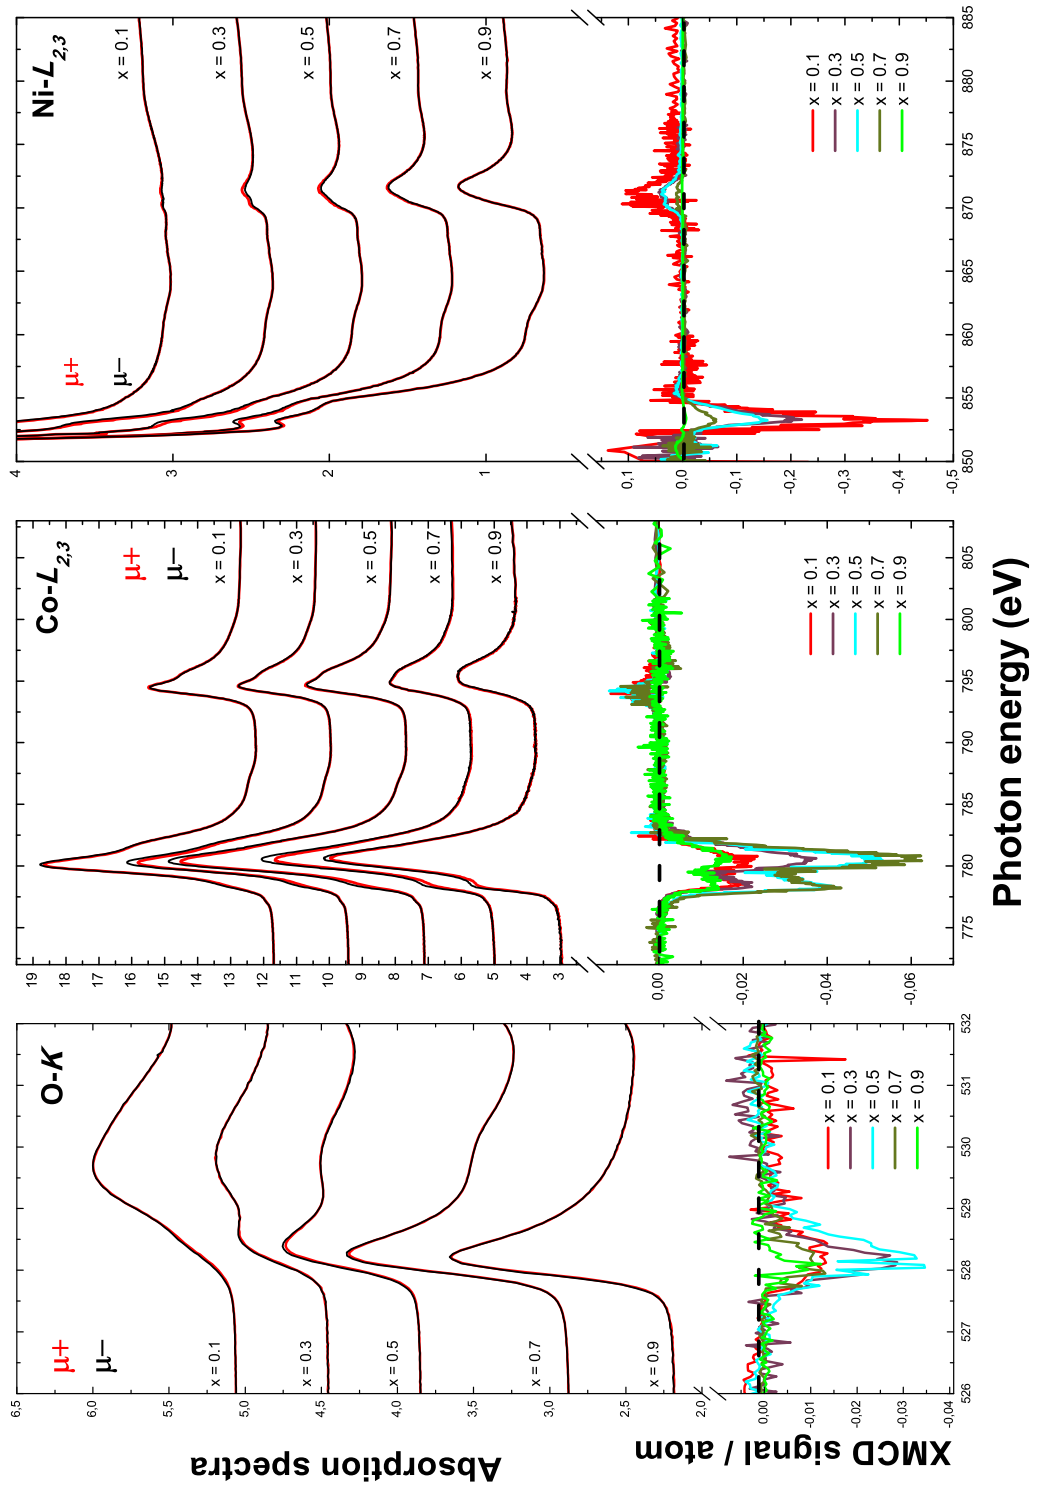 Absorption spectra
XMCD signal / atom
O-K
μ+
μ−
6,5
6,0
5,5
5,0
4,5
4,0
3,5
3,0
2,5
2,0
x = 0.1
x = 0.3
x = 0.5
x = 0.7
x = 0.9
0,00
-0,01
-0,02
-0,03
-0,04
x = 0.1
x = 0.3
x = 0.5
x = 0.7
x = 0.9
526 527 528 529 530 531 532
Co-L2,3
μ+
μ−
19
18
17
16
15
14
13
12
11
10
9
8
7
6
5
4
3
x = 0.1
x = 0.3
x = 0.5
x = 0.7
x = 0.9
0,00
-0,02
-0,04
-0,06
x = 0.1
x = 0.3
x = 0.5
x = 0.7
x = 0.9
775 780 785 790 795 800 805
Ni-L2,3
μ+
μ−
4
3
2
1
x = 0.1
x = 0.3
x = 0.5
x = 0.7
x = 0.9
0,1
0,0
-0,1
-0,2
-0,3
-0,4
-0,5
x = 0.1
x = 0.3
x = 0.5
x = 0.7
x = 0.9
850 855 860 865 870 875 880 885
Photon energy (eV)